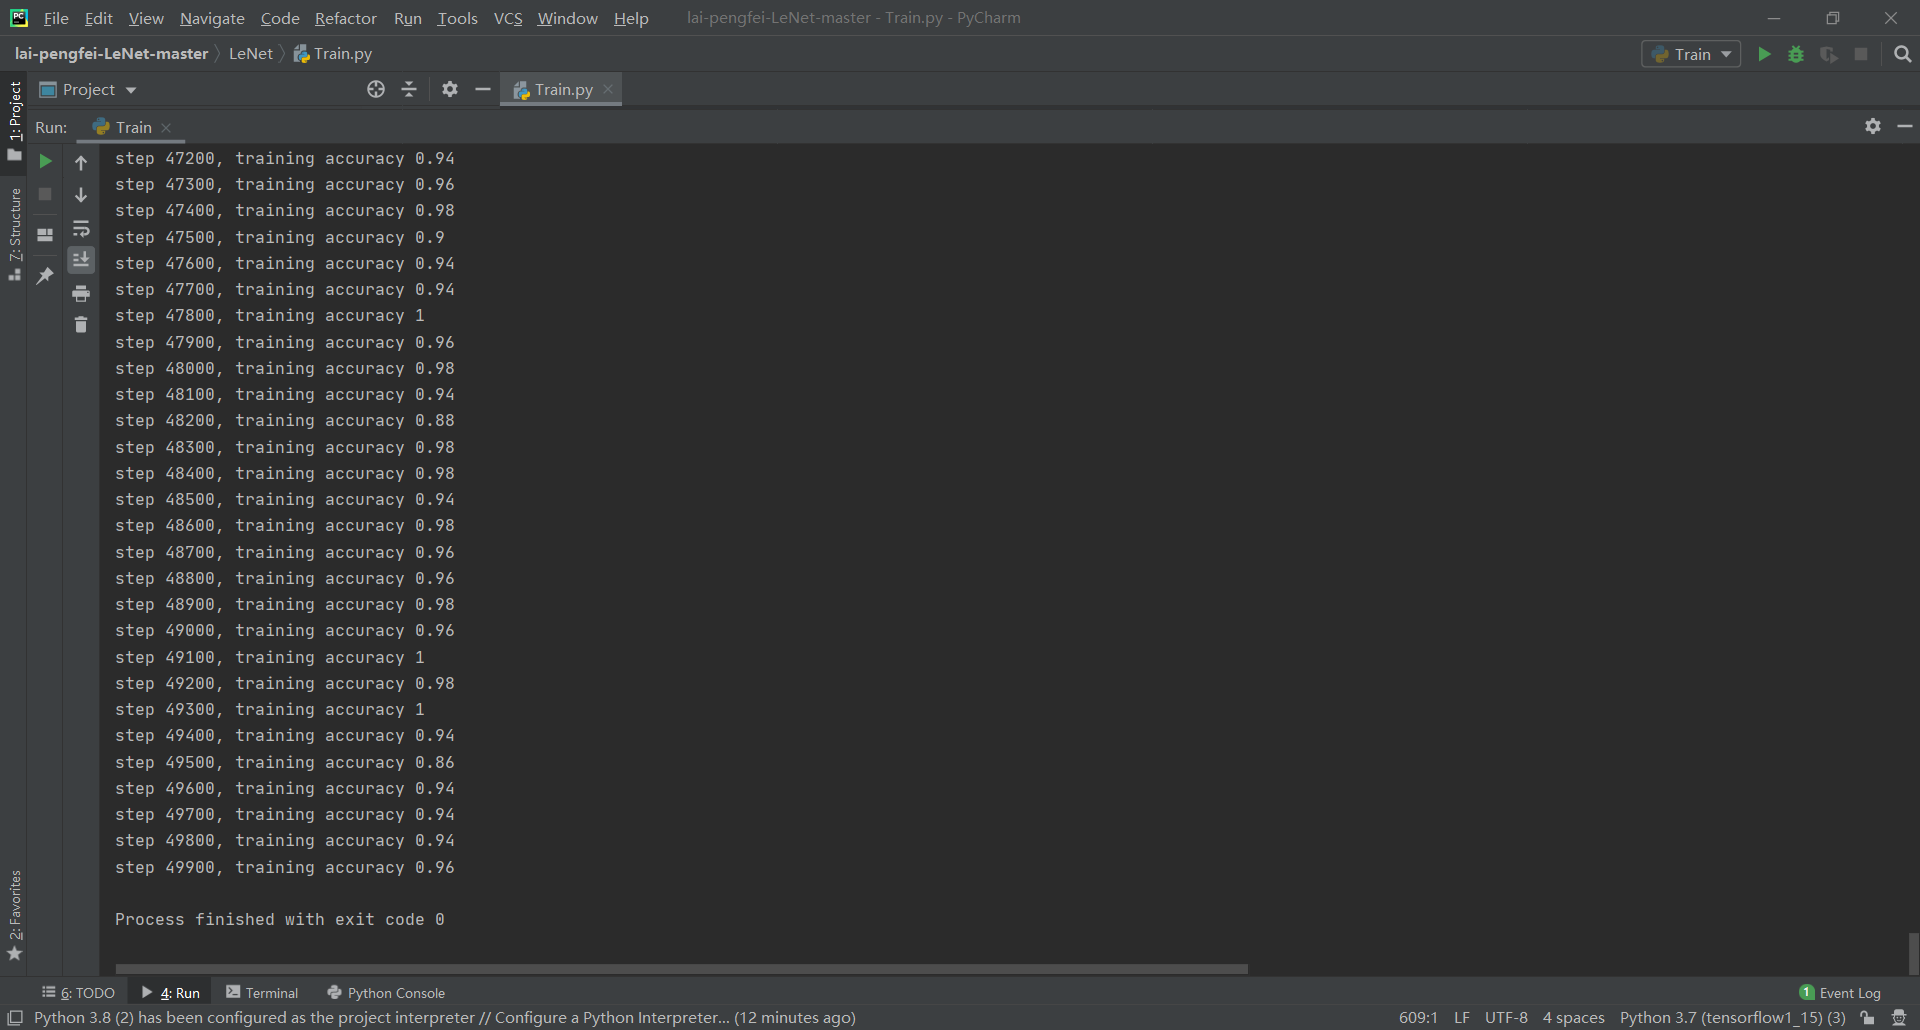 File Edit View Navigate Code Refactor Run Tools VCS Window Help lai-pengfei-LeNet-master - Train.py - PyCharm
lai-pengfei-LeNet-master LeNet Train.py Train
Project Train.py
Run: Train
1: Project
7: Structure
2: Favorites
step 47200, training accuracy 0.94
step 47300, training accuracy 0.96
step 47400, training accuracy 0.98
step 47500, training accuracy 0.9
step 47600, training accuracy 0.94
step 47700, training accuracy 0.94
step 47800, training accuracy 1
step 47900, training accuracy 0.96
step 48000, training accuracy 0.98
step 48100, training accuracy 0.94
step 48200, training accuracy 0.88
step 48300, training accuracy 0.98
step 48400, training accuracy 0.98
step 48500, training accuracy 0.94
step 48600, training accuracy 0.98
step 48700, training accuracy 0.96
step 48800, training accuracy 0.96
step 48900, training accuracy 0.98
step 49000, training accuracy 0.96
step 49100, training accuracy 1
step 49200, training accuracy 0.98
step 49300, training accuracy 1
step 49400, training accuracy 0.94
step 49500, training accuracy 0.86
step 49600, training accuracy 0.94
step 49700, training accuracy 0.94
step 49800, training accuracy 0.94
step 49900, training accuracy 0.96
Process finished with exit code 0
6: TODO 4: Run Terminal Python Console 1 Event Log
Python 3.8 (2) has been configured as the project interpreter // Configure a Python Interpreter... (12 minutes ago) 609:1 LF UTF-8 4 spaces Python 3.7 (tensorflow1_15) (3)